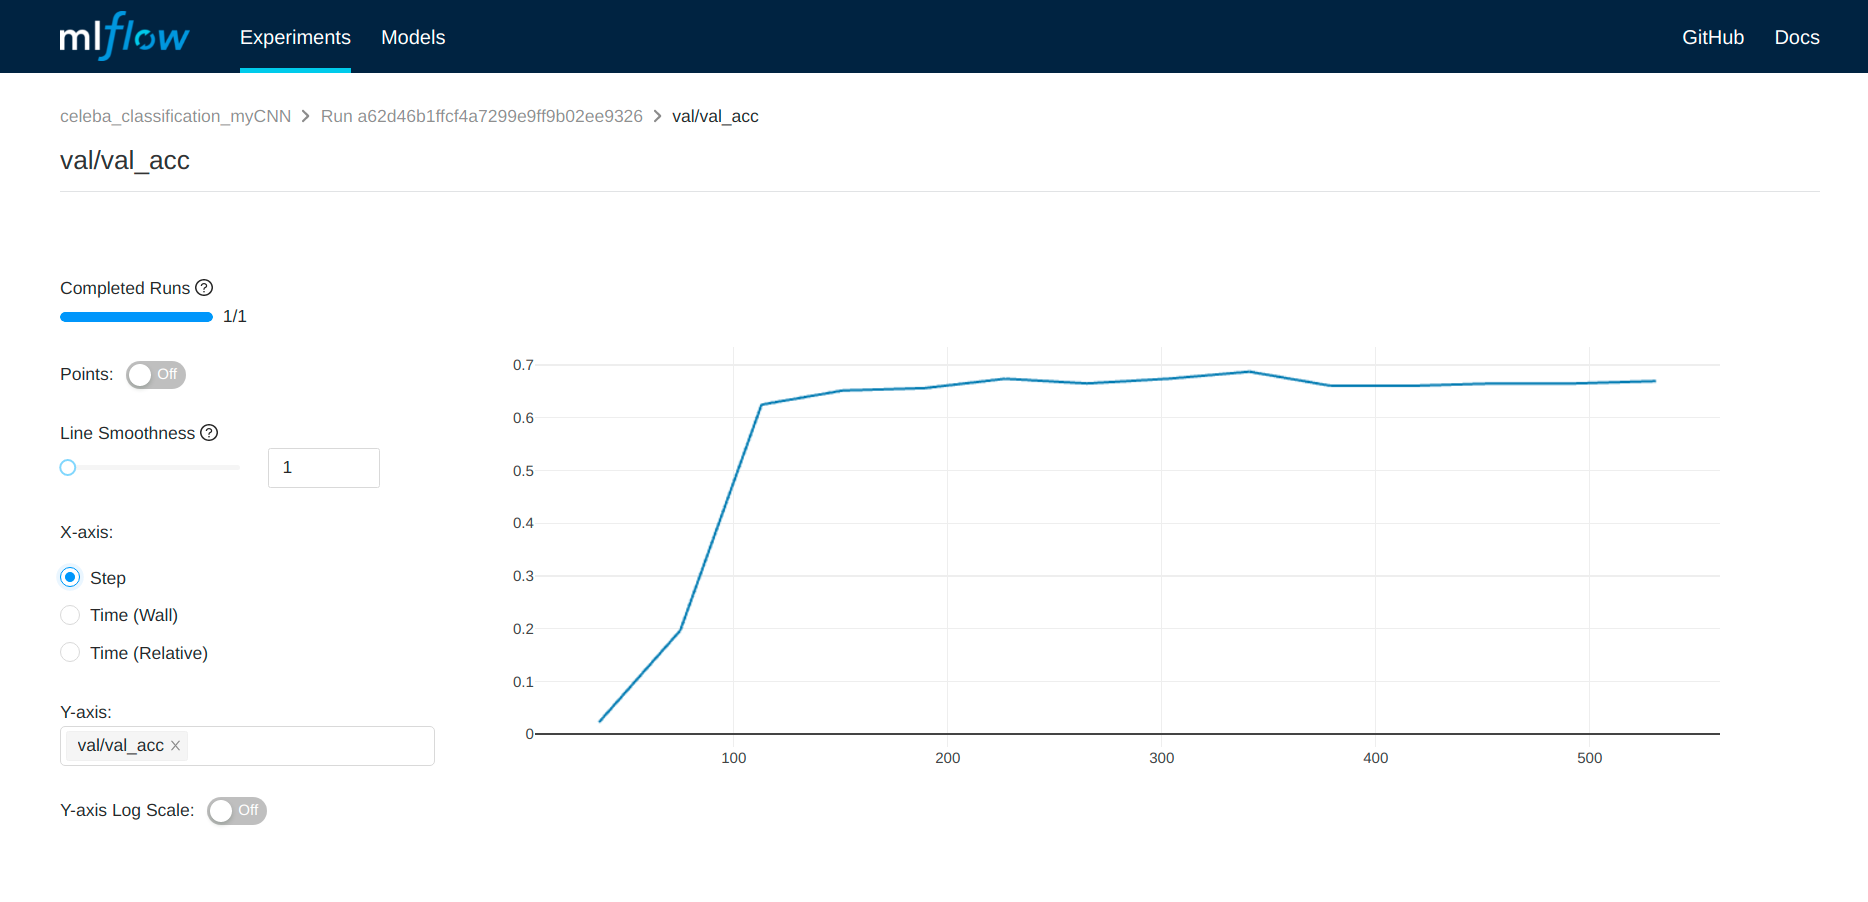 mlflow Experiments Models GitHub Docs
celeba_classification_myCNN > Run a62d46b1ffcf4a7299e9ff9b02ee9326 > val/val_acc
val/val_acc
Completed Runs ?
1/1
Points: Off
Line Smoothness ?
1
X-axis:
Step
Time (Wall)
Time (Relative)
Y-axis:
val/val_acc
Y-axis Log Scale: Off
0.7
0.6
0.5
0.4
0.3
0.2
0.1
0
100 200 300 400 500